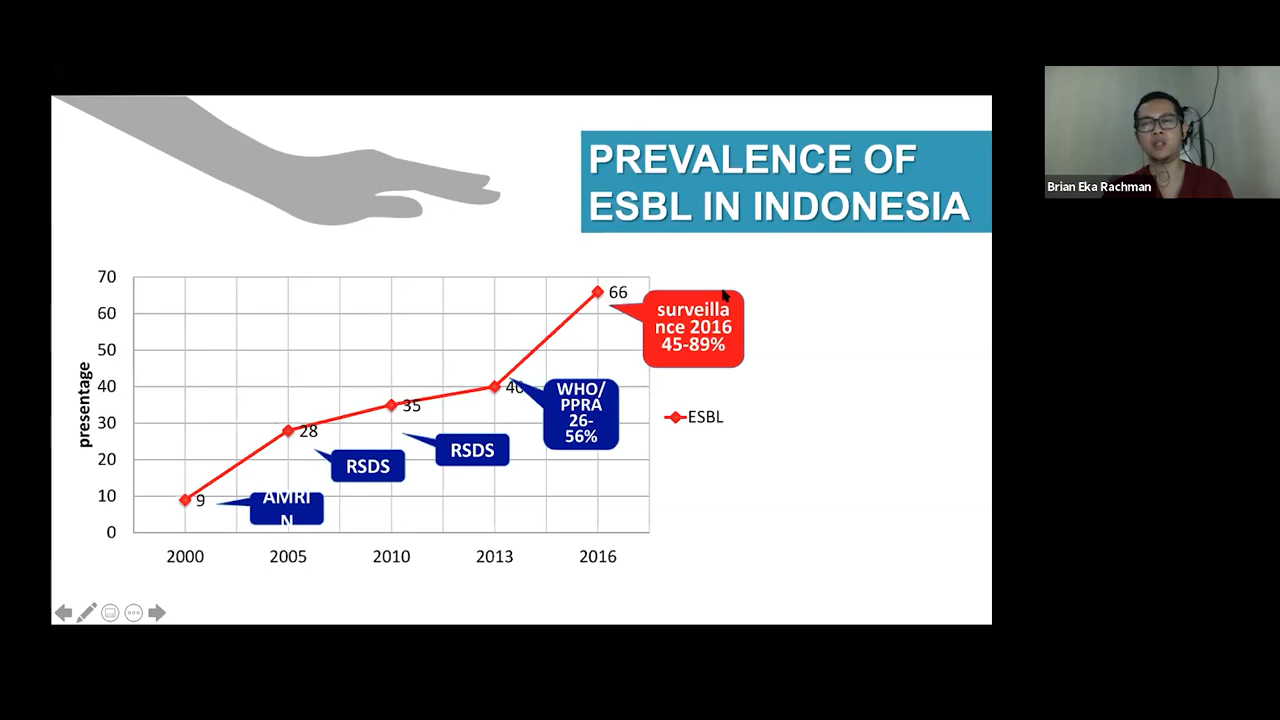 PREVALENCE OF
ESBL IN INDONESIA
Brian Eka Rachman
70
60
50
40
30
20
10
0
presentage
2000
2005
2010
2013
2016
9
28
35
40
66
AMRI
N
RSDS
RSDS
WHO/
PPRA
26-
56%
surveilla
nce 2016
45-89%
ESBL